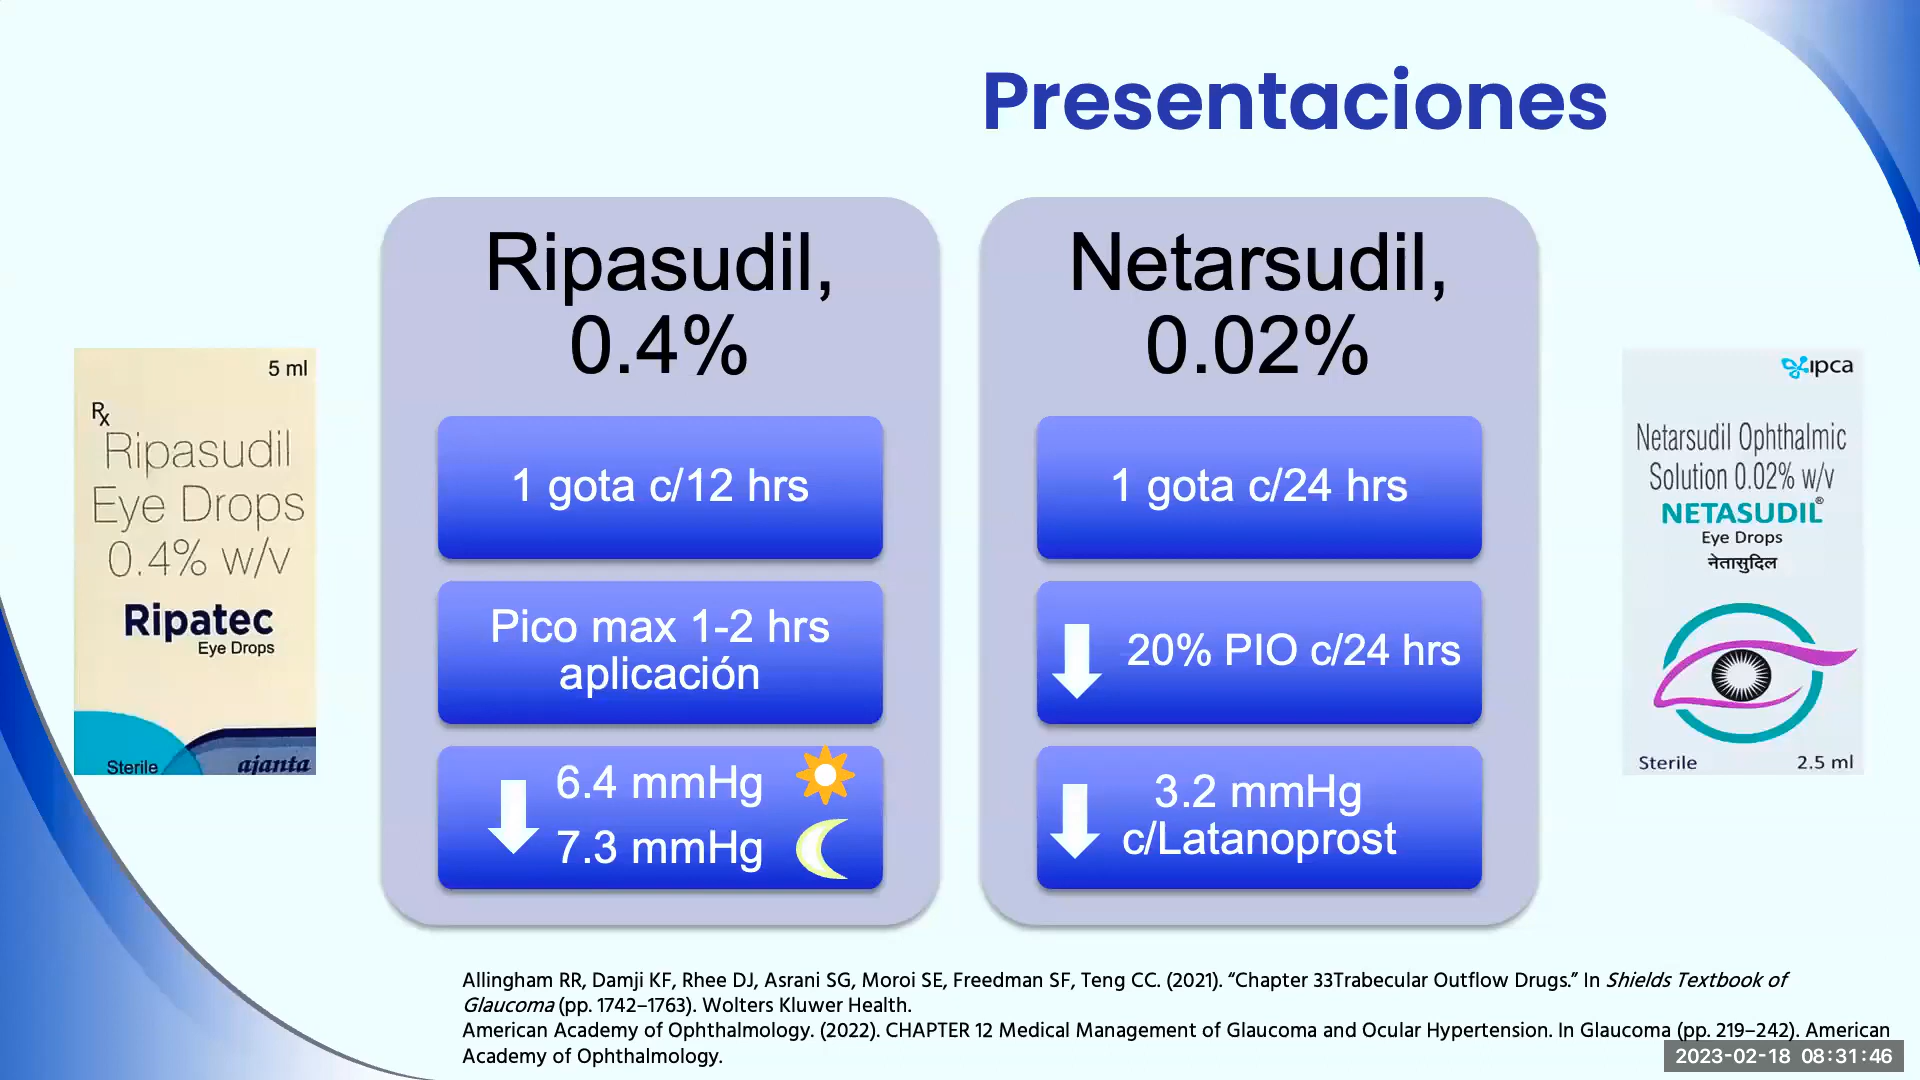 Presentaciones
Ripasudil,
0.4%
1 gota c/12 hrs
Pico max 1-2 hrs
aplicación
6.4 mmHg
7.3 mmHg
Netarsudil,
0.02%
1 gota c/24 hrs
20% PIO c/24 hrs
3.2 mmHg
c/Latanoprost
5 ml
Rx
Ripasudil
Eye Drops
0.4% w/v
Ripatec
Eye Drops
Sterile
ajanta
ipca
Netarsudil Ophthalmic
Solution 0.02% w/v
NETASUDIL®
Eye Drops
नेतासुदिल
Sterile 2.5 ml
Allingham RR, Damji KF, Rhee DJ, Asrani SG, Moroi SE, Freedman SF, Teng CC. (2021). “Chapter 33Trabecular Outflow Drugs.” In Shields Textbook of
Glaucoma (pp. 1742–1763). Wolters Kluwer Health.
American Academy of Ophthalmology. (2022). CHAPTER 12 Medical Management of Glaucoma and Ocular Hypertension. In Glaucoma (pp. 219–242). American
Academy of Ophthalmology.
2023-02-18 08:31:46